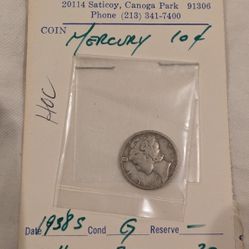 20114 Saticoy, Canoga Park 91306
Phone (213) 341-7400
COIN MERCURY 10¢
HOC
Date 1938S Cond G Reserve —